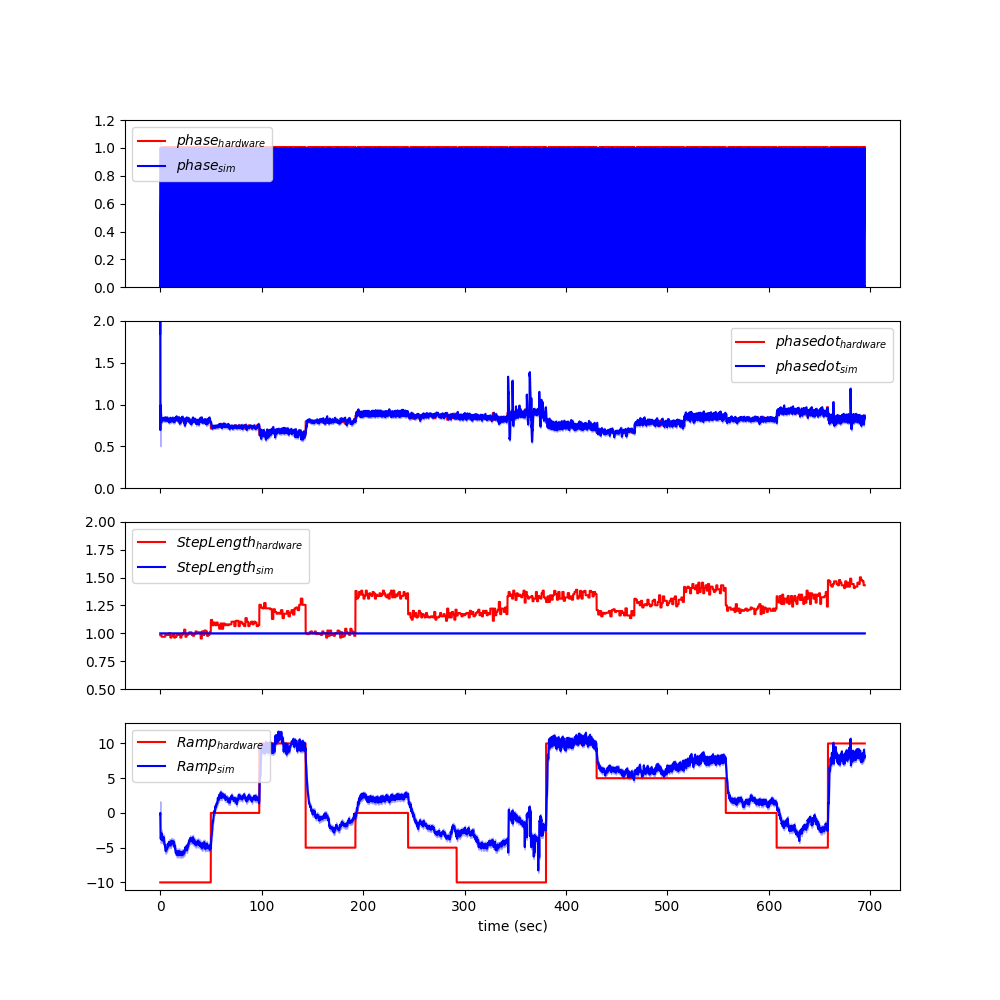 1.2
1.0
0.8
0.6
0.4
0.2
0.0
phase_hardware
phase_sim
2.0
1.5
1.0
0.5
0.0
phasedot_hardware
phasedot_sim
2.00
1.75
1.50
1.25
1.00
0.75
0.50
StepLength_hardware
StepLength_sim
10
5
0
−5
−10
Ramp_hardware
Ramp_sim
0 100 200 300 400 500 600 700
time (sec)